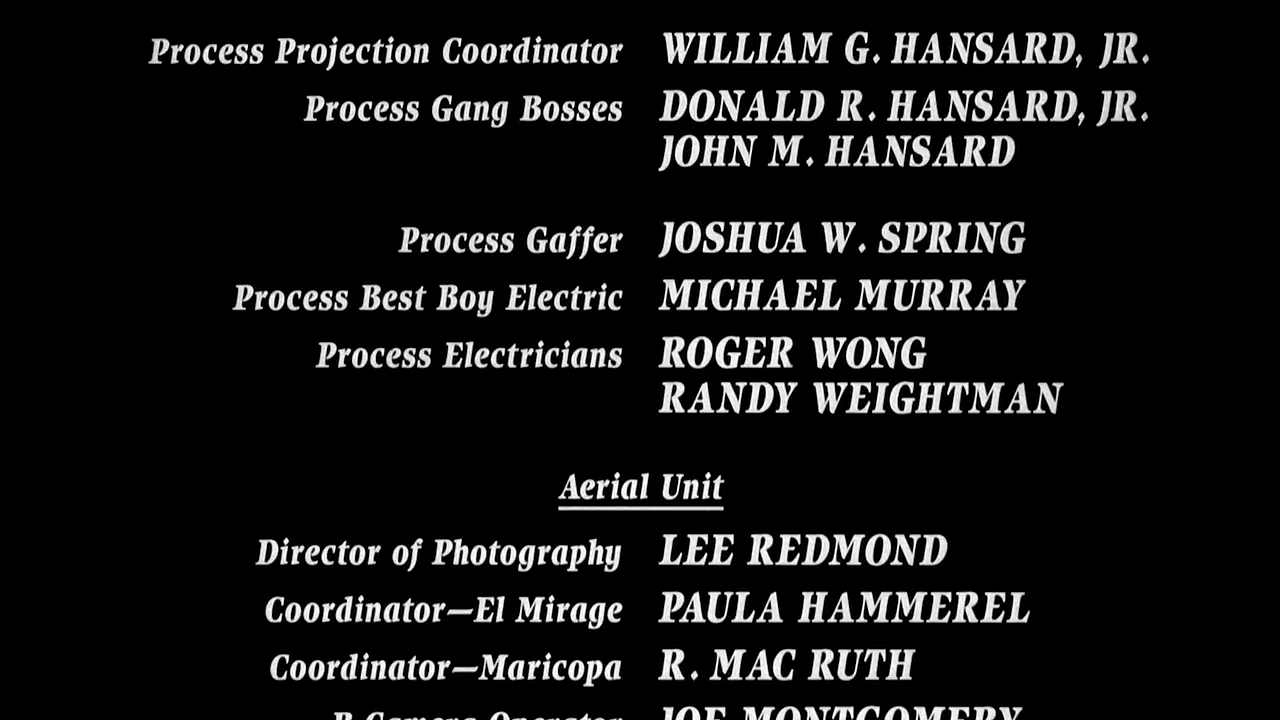 Process Projection Coordinator WILLIAM G. HANSARD, JR.
Process Gang Bosses DONALD R. HANSARD, JR.
JOHN M. HANSARD
Process Gaffer JOSHUA W. SPRING
Process Best Boy Electric MICHAEL MURRAY
Process Electricians ROGER WONG
RANDY WEIGHTMAN
Aerial Unit
Director of Photography LEE REDMOND
Coordinator—El Mirage PAULA HAMMEREL
Coordinator—Maricopa R. MAC RUTH
B Camera Operator JOE MONTGOMERY